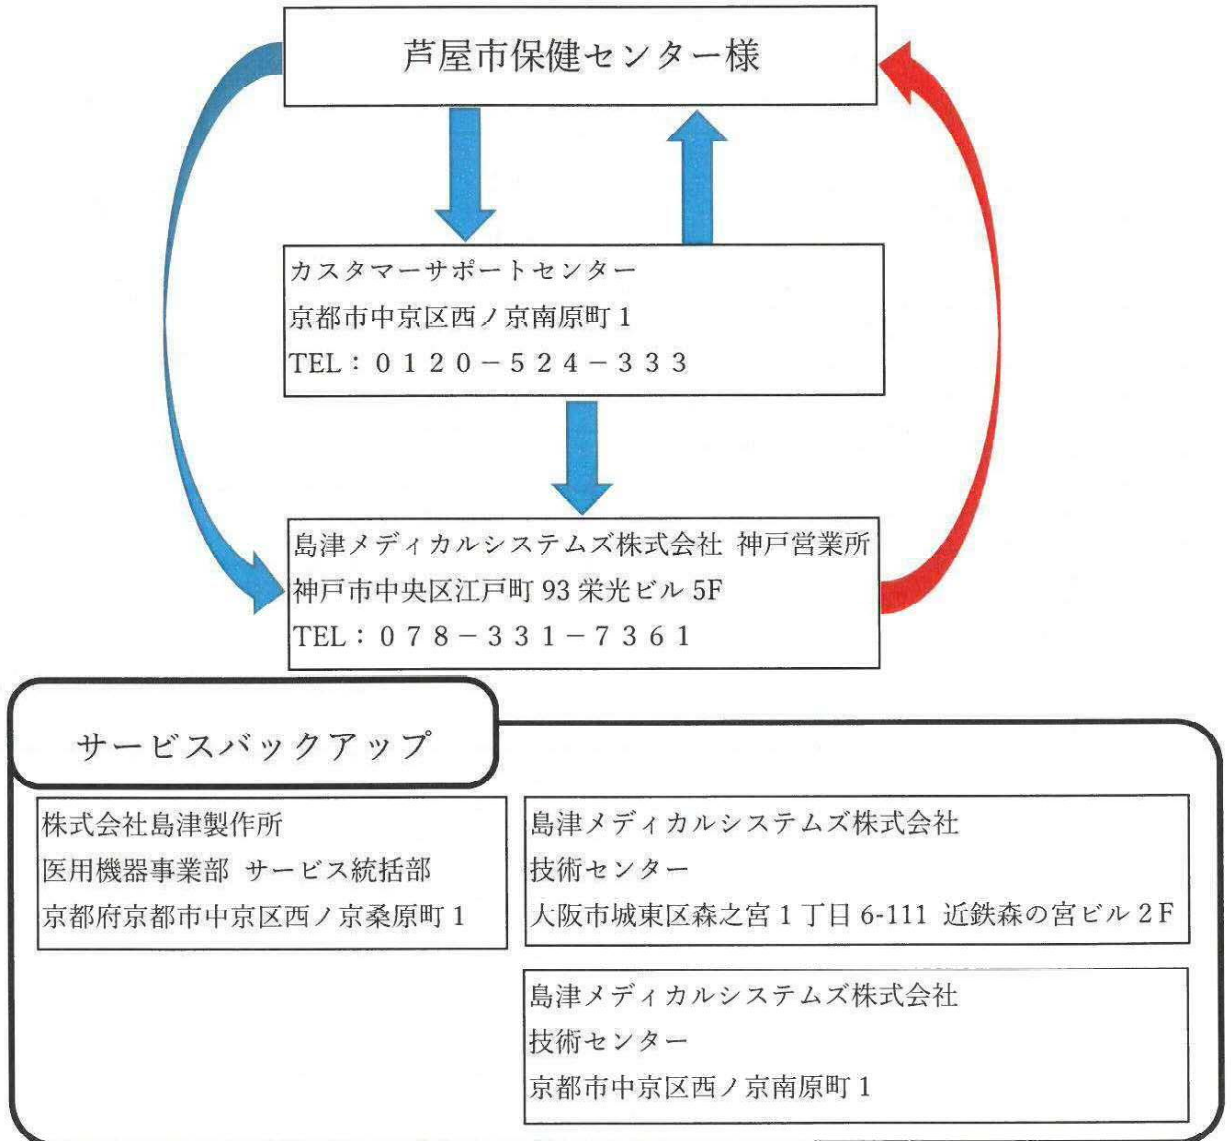 芦屋市保健センター様
カスタマーサポートセンター
京都市中京区西ノ京南原町 1
TEL：０１２０－５２４－３３３
島津メディカルシステムズ株式会社 神戸営業所
神戸市中央区江戸町 93 栄光ビル 5F
TEL：０７８－３３１－７３６１
サービスバックアップ
株式会社島津製作所
医用機器事業部 サービス統括部
京都府京都市中京区西ノ京桑原町 1
島津メディカルシステムズ株式会社
技術センター
大阪市城東区森之宮 1 丁目 6-111 近鉄森の宮ビル 2F
島津メディカルシステムズ株式会社
技術センター
京都市中京区西ノ京南原町 1